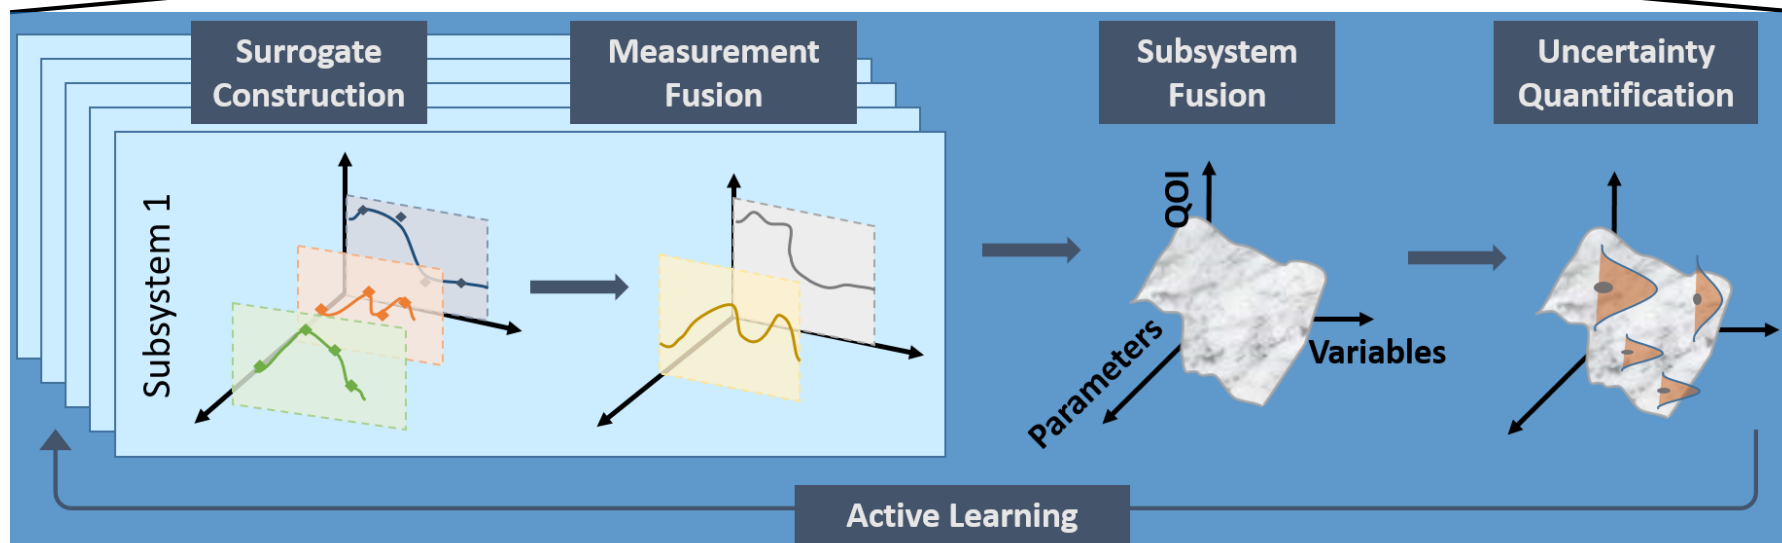 Surrogate
Construction
Measurement
Fusion
Subsystem
Fusion
Uncertainty
Quantification
Subsystem 1
QOI
Parameters
Variables
Active Learning